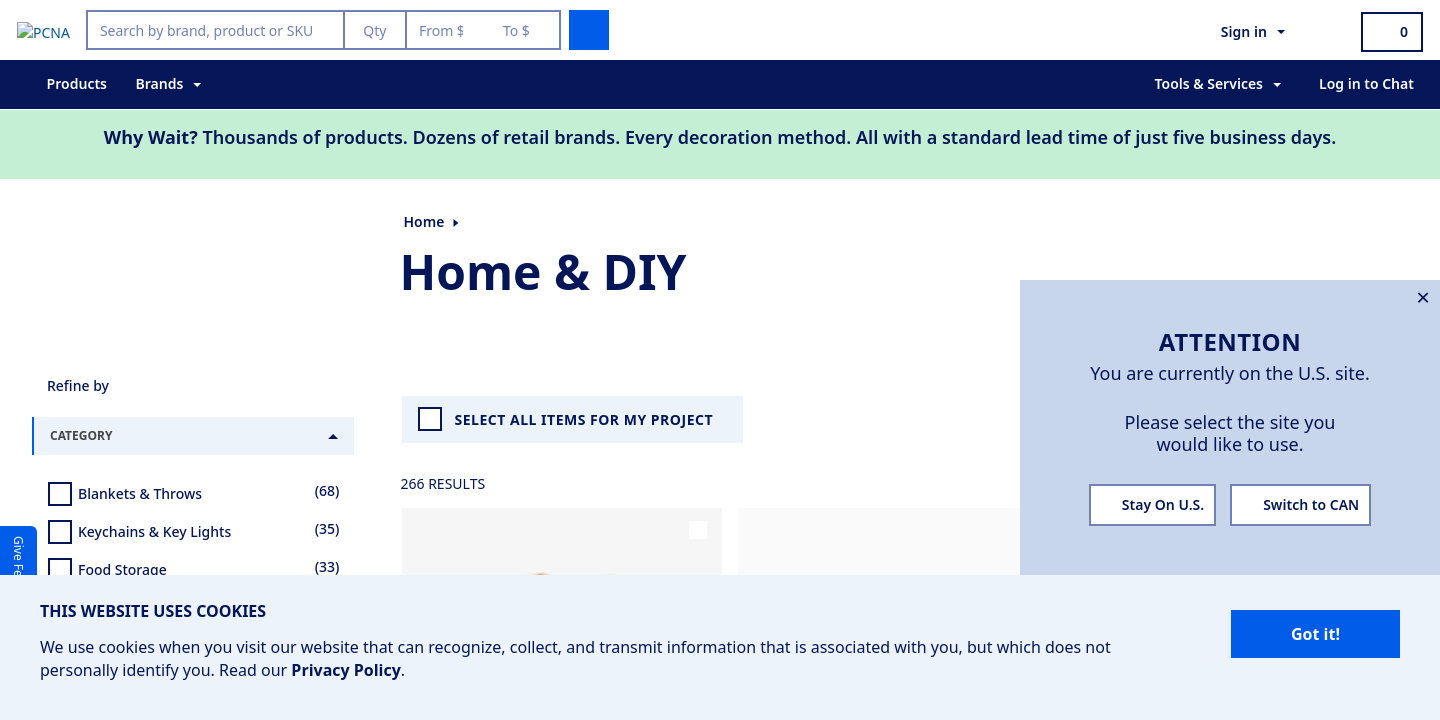 PCNA
Search by brand, product or SKU
Qty
From $
To $
Sign in
0
Products
Brands
Tools & Services
Log in to Chat
Why Wait? Thousands of products. Dozens of retail brands. Every decoration method. All with a standard lead time of just five business days.
Home
Home & DIY
×
ATTENTION
You are currently on the U.S. site.
Please select the site you
would like to use.
Stay On U.S.
Switch to CAN
Refine by
CATEGORY
SELECT ALL ITEMS FOR MY PROJECT
266 RESULTS
Blankets & Throws (68)
Keychains & Key Lights (35)
Food Storage (33)
Give
THIS WEBSITE USES COOKIES
We use cookies when you visit our website that can recognize, collect, and transmit information that is associated with you, but which does not
personally identify you. Read our Privacy Policy.
Got it!